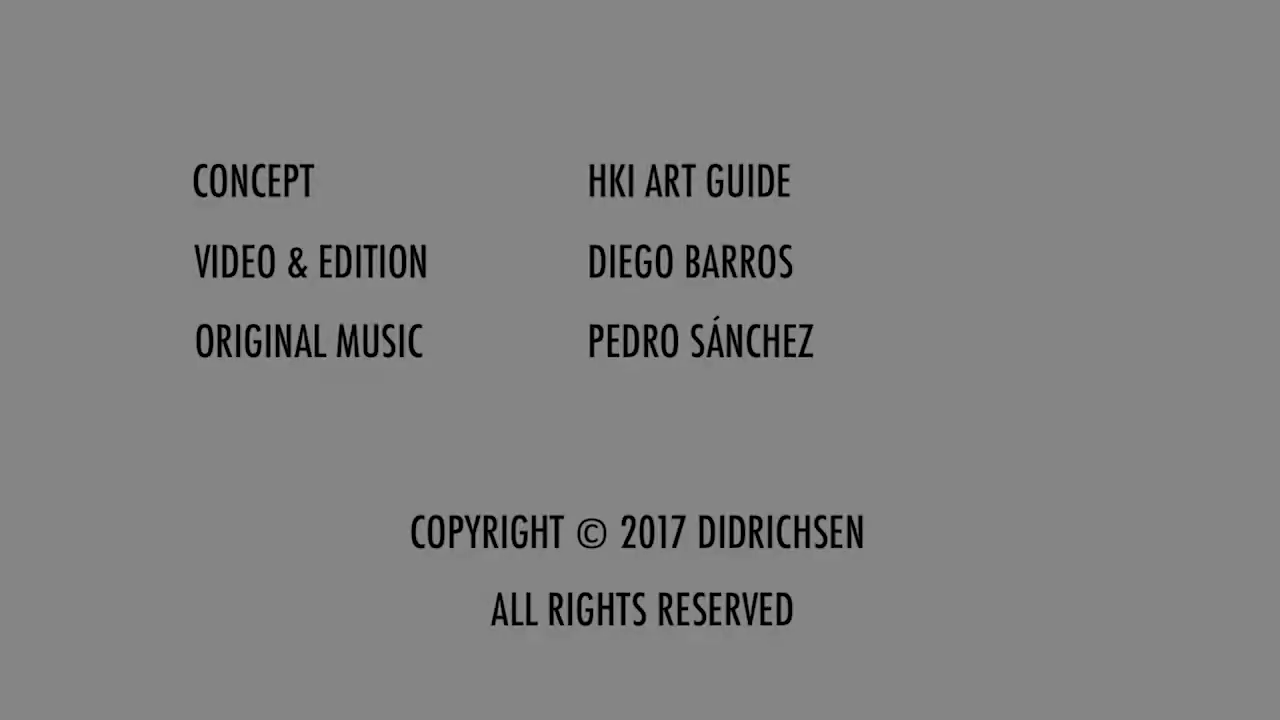 CONCEPT HKI ART GUIDE
VIDEO & EDITION DIEGO BARROS
ORIGINAL MUSIC PEDRO SÁNCHEZ
COPYRIGHT © 2017 DIDRICHSEN
ALL RIGHTS RESERVED